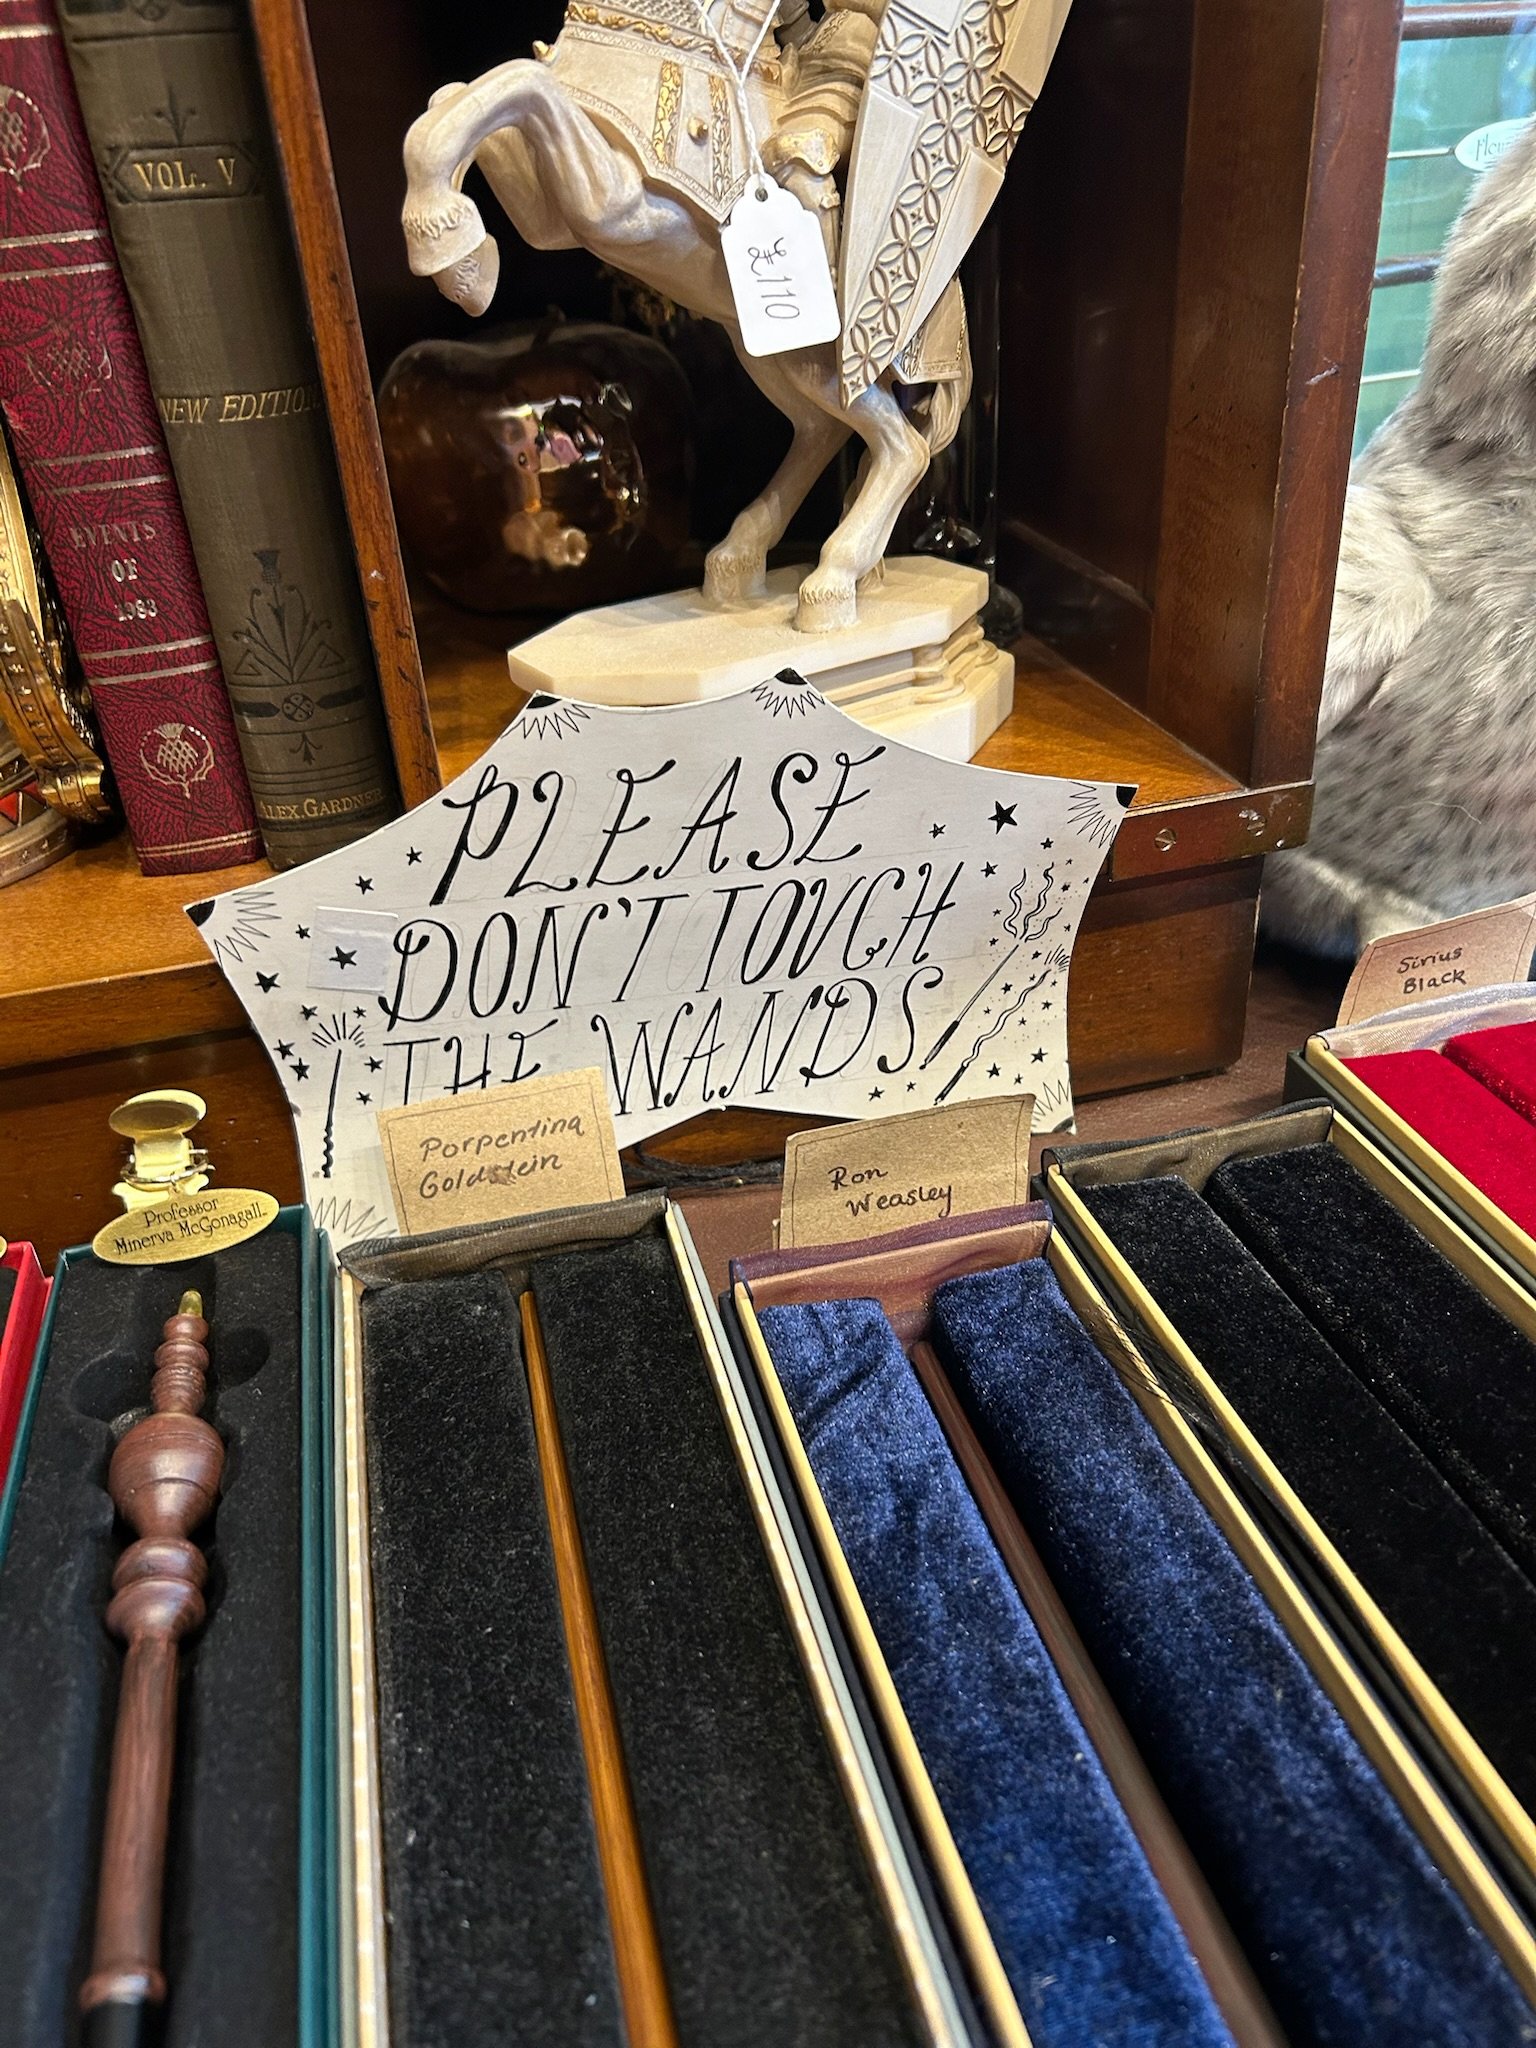 VOL. V
NEW EDITION
ALEX. GARDNER
EVENTS
OF
1983
£110
PLEASE
DON'T TOUCH
THE WANDS
Sirius
Black
Porpentina
Goldstein
Ron
Weasley
Professor
Minerva McGonagall™